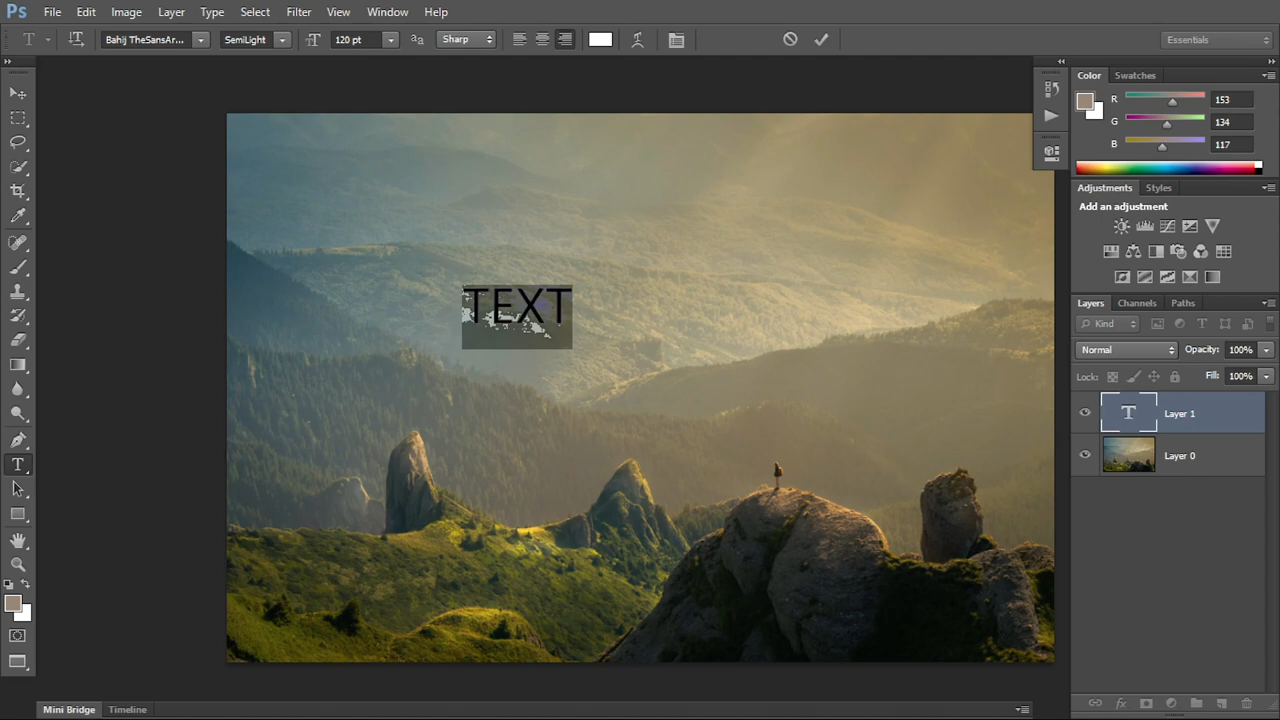 Ps File Edit Image Layer Type Select Filter View Window Help
T Bahij TheSansAr... SemiLight 120 pt aa Sharp Essentials
Color Swatches
R 153
G 134
B 117
Adjustments Styles
Add an adjustment
TEXT
Layers Channels Paths
Kind
Normal Opacity: 100%
Lock: Fill: 100%
T Layer 1
Layer 0
Mini Bridge Timeline